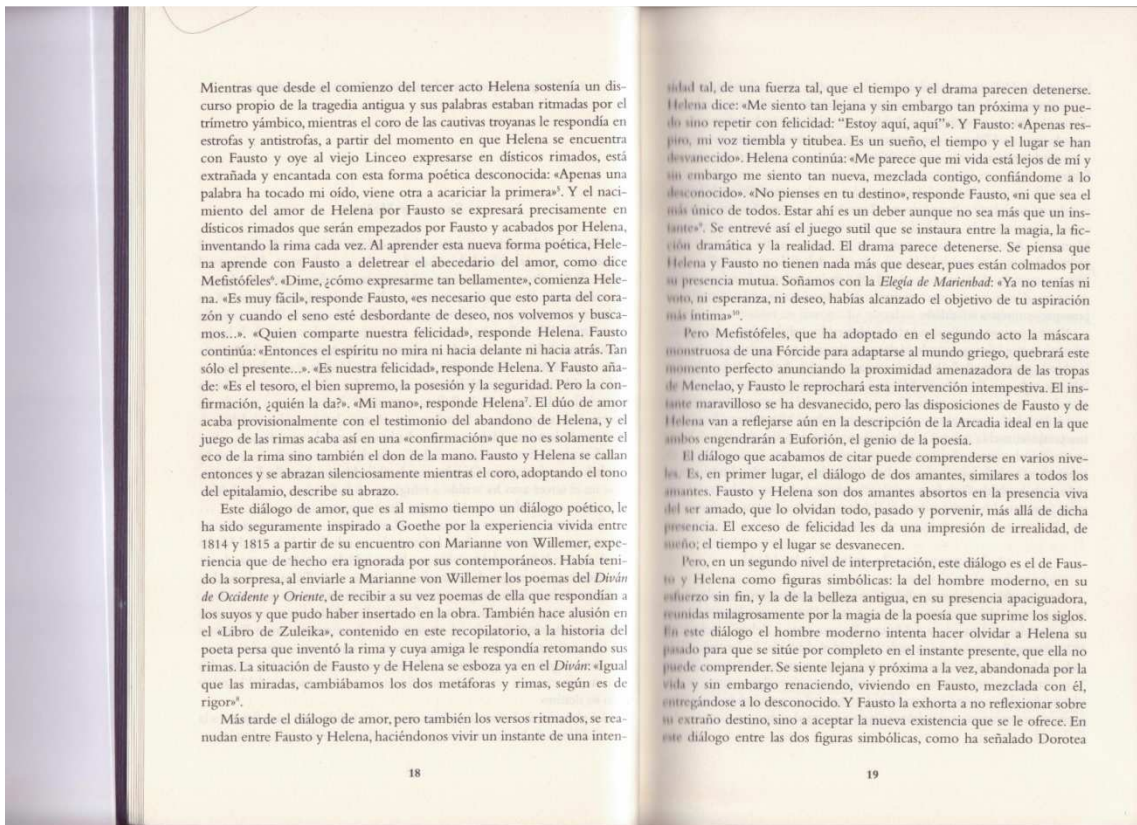 Mientras que desde el comienzo del tercer acto Helena sostenía un dis-
curso propio de la tragedia antigua y sus palabras estaban ritmadas por el
trímetro yámbico, mientras el coro de las cautivas troyanas le respondía en
estrofas y antistrofas, a partir del momento en que Helena se encuentra
con Fausto y oye al viejo Linceo expresarse en dísticos rimados, está
extrañada y encantada con esta forma poética desconocida: «Apenas una
palabra ha tocado mi oído, viene otra a acariciar la primera»⁵. Y el naci-
miento del amor de Helena por Fausto se expresará precisamente en
dísticos rimados que serán empezados por Fausto y acabados por Helena,
inventando la rima cada vez. Al aprender esta nueva forma poética, Hele-
na aprende con Fausto a deletrear el abecedario del amor, como dice
Mefistófeles⁶. «Dime, ¿cómo expresarme tan bellamente», comienza Hele-
na. «Es muy fácil», responde Fausto, «es necesario que esto parta del cora-
zón y cuando el seno esté desbordante de deseo, nos volvemos y busca-
mos...». «Quien comparte nuestra felicidad», responde Helena. Fausto
continúa: «Entonces el espíritu no mira ni hacia delante ni hacia atrás. Tan
sólo el presente...». «Es nuestra felicidad», responde Helena. Y Fausto aña-
de: «Es el tesoro, el bien supremo, la posesión y la seguridad. Pero la con-
firmación, ¿quién la da?». «Mi mano», responde Helena⁷. El dúo de amor
acaba provisionalmente con el testimonio del abandono de Helena, y el
juego de las rimas acaba así en una «confirmación» que no es solamente el
eco de la rima sino también el don de la mano. Fausto y Helena se callan
entonces y se abrazan silenciosamente mientras el coro, adoptando el tono
del epitalamio, describe su abrazo.
Este diálogo de amor, que es al mismo tiempo un diálogo poético, le
ha sido seguramente inspirado a Goethe por la experiencia vivida entre
1814 y 1815 a partir de su encuentro con Marianne von Willemer, expe-
riencia que de hecho era ignorada por sus contemporáneos. Había teni-
do la sorpresa, al enviarle a Marianne von Willemer los poemas del Diván
de Occidente y Oriente, de recibir a su vez poemas de ella que respondían a
los suyos y que pudo haber insertado en la obra. También hace alusión en
el «Libro de Zuleika», contenido en este recopilatorio, a la historia del
poeta persa que inventó la rima y cuya amiga le respondía retomando sus
rimas. La situación de Fausto y de Helena se esboza ya en el Diván: «Igual
que las miradas, cambiábamos los dos metáforas y rimas, según es de
rigor»⁸.
Más tarde el diálogo de amor, pero también los versos ritmados, se rea-
nudan entre Fausto y Helena, haciéndonos vivir un instante de una inten-
18
sidad tal, de una fuerza tal, que el tiempo y el drama parecen detenerse.
Helena dice: «Me siento tan lejana y sin embargo tan próxima y no pue-
do sino repetir con felicidad: “Estoy aquí, aquí”». Y Fausto: «Apenas res-
piro, mi voz tiembla y titubea. Es un sueño, el tiempo y el lugar se han
desvanecido». Helena continúa: «Me parece que mi vida está lejos de mí y
sin embargo me siento tan nueva, mezclada contigo, confiándome a lo
desconocido». «No pienses en tu destino», responde Fausto, «ni que sea el
más único de todos. Estar ahí es un deber aunque no sea más que un ins-
tante»⁹. Se entrevé así el juego sutil que se instaura entre la magia, la fic-
ción dramática y la realidad. El drama parece detenerse. Se piensa que
Helena y Fausto no tienen nada más que desear, pues están colmados por
su presencia mutua. Soñamos con la Elegía de Marienbad: «Ya no tenías ni
voto, ni esperanza, ni deseo, habías alcanzado el objetivo de tu aspiración
más íntima»¹⁰.
Pero Mefistófeles, que ha adoptado en el segundo acto la máscara
monstruosa de una Fórcide para adaptarse al mundo griego, quebrará este
momento perfecto anunciando la proximidad amenazadora de las tropas
de Menelao, y Fausto le reprochará esta intervención intempestiva. El ins-
tante maravilloso se ha desvanecido, pero las disposiciones de Fausto y de
Helena van a reflejarse aún en la descripción de la Arcadia ideal en la que
ambos engendrarán a Euforión, el genio de la poesía.
El diálogo que acabamos de citar puede comprenderse en varios nive-
les. Es, en primer lugar, el diálogo de dos amantes, similares a todos los
amantes. Fausto y Helena son dos amantes absortos en la presencia viva
del ser amado, que lo olvidan todo, pasado y porvenir, más allá de dicha
presencia. El exceso de felicidad les da una impresión de irrealidad, de
sueño; el tiempo y el lugar se desvanecen.
Pero, en un segundo nivel de interpretación, este diálogo es el de Faus-
to y Helena como figuras simbólicas: la del hombre moderno, en su
esfuerzo sin fin, y la de la belleza antigua, en su presencia apaciguadora,
reunidas milagrosamente por la magia de la poesía que suprime los siglos.
En este diálogo el hombre moderno intenta hacer olvidar a Helena su
pasado para que se sitúe por completo en el instante presente, que ella no
puede comprender. Se siente lejana y próxima a la vez, abandonada por la
vida y sin embargo renaciendo, viviendo en Fausto, mezclada con él,
entregándose a lo desconocido. Y Fausto la exhorta a no reflexionar sobre
su extraño destino, sino a aceptar la nueva existencia que se le ofrece. En
este diálogo entre las dos figuras simbólicas, como ha señalado Dorotea
19